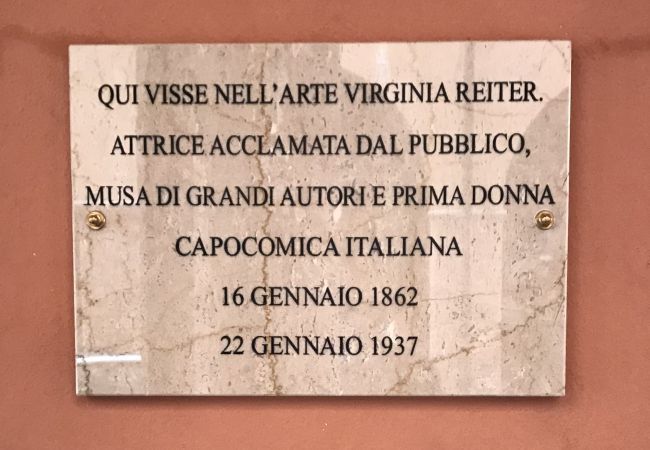 QUI VISSE NELL'ARTE VIRGINIA REITER.
ATTRICE ACCLAMATA DAL PUBBLICO,
MUSA DI GRANDI AUTORI E PRIMA DONNA
CAPOCOMICA ITALIANA
16 GENNAIO 1862
22 GENNAIO 1937